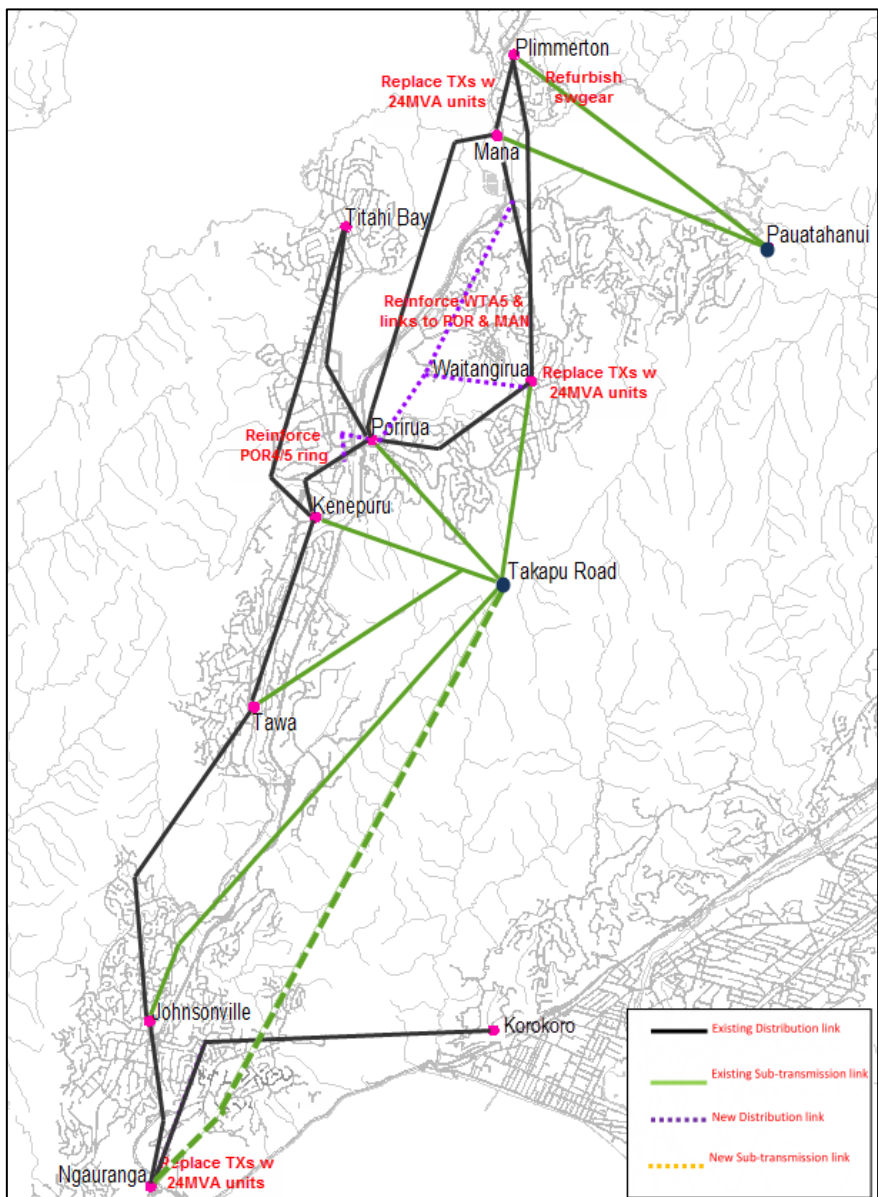 Plimmerton
Replace TXs w
24MVA units
Refurbish
swgear
Mana
Titahi Bay
Pauatahanui
Reinforce WTA5 &
links to POR & MAN
Waitangirua
Replace TXs w
24MVA units
Porirua
Reinforce
POR4/5 ring
Kenepuru
Takapu Road
Tawa
Johnsonville
Korokoro
Existing Distribution link
Existing Sub-transmission link
New Distribution link
New Sub-transmission link
Ngauranga
Replace TXs w
24MVA units